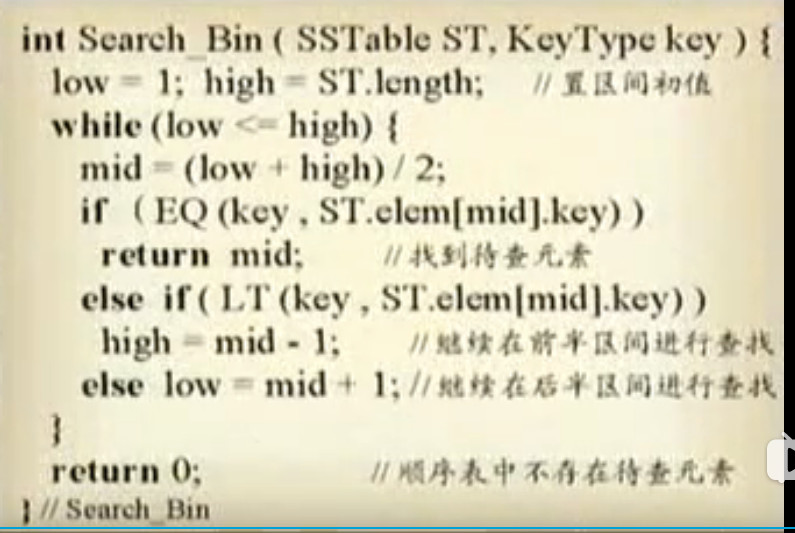 int Search_Bin ( SSTable ST, KeyType key ) {
low = 1; high = ST.length; // 置区间初值
while (low <= high) {
mid = (low + high) / 2;
if ( EQ (key , ST.elem[mid].key) )
return mid; // 找到待查元素
else if ( LT (key , ST.elem[mid].key) )
high = mid - 1; // 继续在前半区间进行查找
else low = mid + 1; // 继续在后半区间进行查找
}
return 0; // 顺序表中不存在待查元素
} // Search_Bin